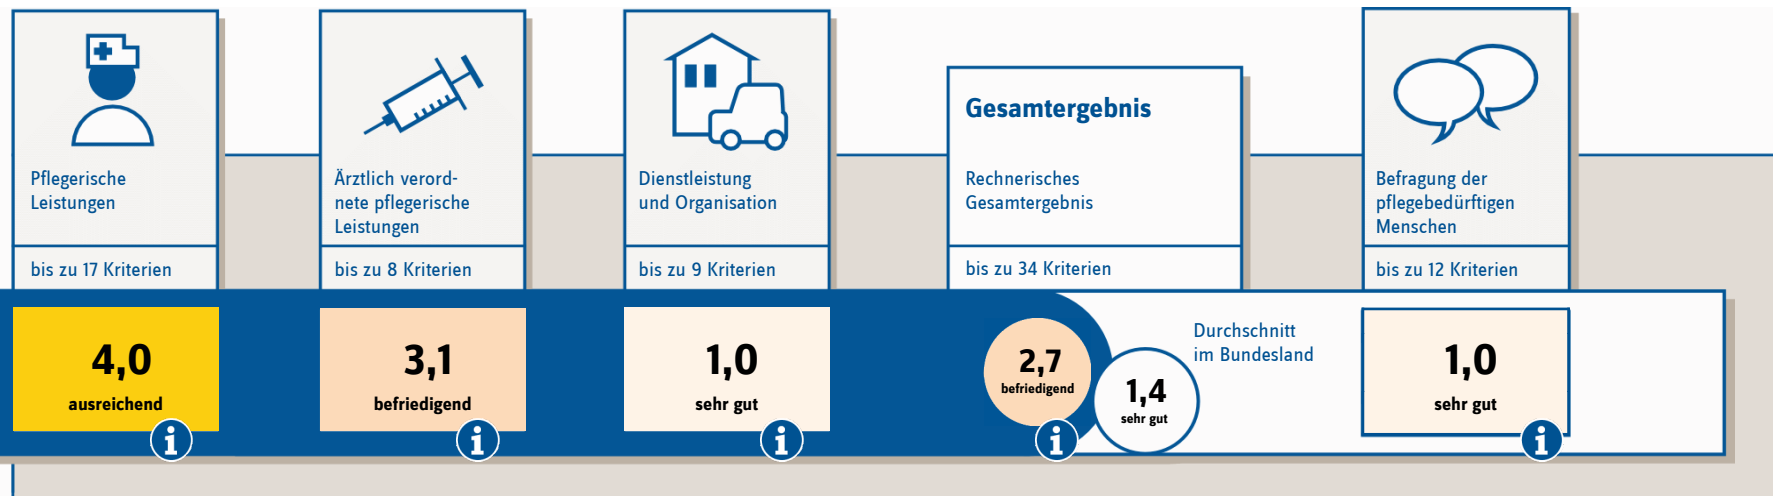 Pflegerische
Leistungen
bis zu 17 Kriterien
4,0
ausreichend
i
Ärztlich verord-
nete pflegerische
Leistungen
bis zu 8 Kriterien
3,1
befriedigend
i
Dienstleistung
und Organisation
bis zu 9 Kriterien
1,0
sehr gut
i
Gesamtergebnis
Rechnerisches
Gesamtergebnis
bis zu 34 Kriterien
2,7
befriedigend
i
1,4
sehr gut
Durchschnitt
im Bundesland
Befragung der
pflegebedürftigen
Menschen
bis zu 12 Kriterien
1,0
sehr gut
i